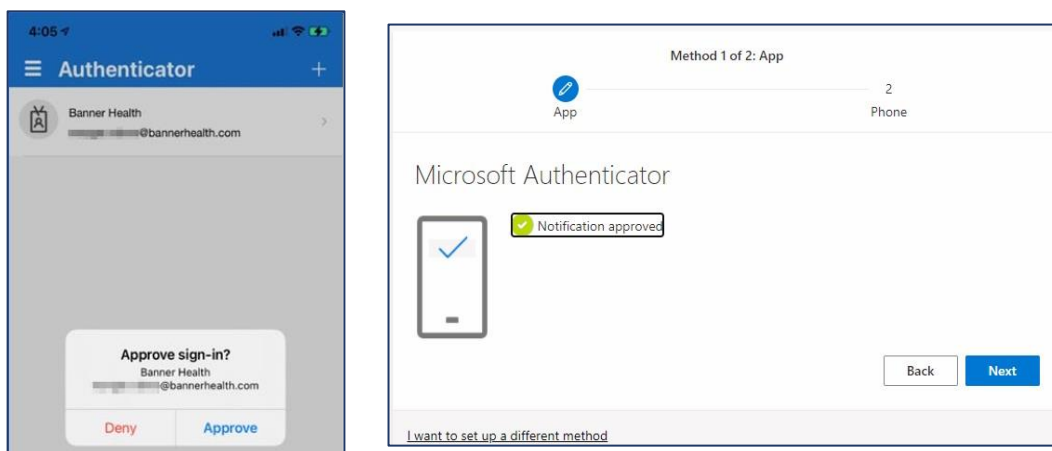 4:05
Authenticator
Banner Health
@bannerhealth.com
Approve sign-in?
Banner Health
@bannerhealth.com
Deny Approve
Method 1 of 2: App
2
App Phone
Microsoft Authenticator
Notification approved
Back Next
I want to set up a different method